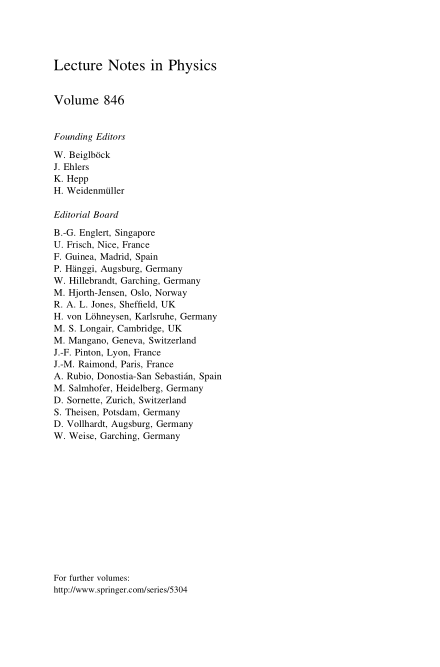 Lecture Notes in Physics
Volume 846
Founding Editors
W. Beiglböck
J. Ehlers
K. Hepp
H. Weidenmüller
Editorial Board
B.-G. Englert, Singapore
U. Frisch, Nice, France
F. Guinea, Madrid, Spain
P. Hänggi, Augsburg, Germany
W. Hillebrandt, Garching, Germany
M. Hjorth-Jensen, Oslo, Norway
R. A. L. Jones, Sheffield, UK
H. von Löhneysen, Karlsruhe, Germany
M. S. Longair, Cambridge, UK
M. Mangano, Geneva, Switzerland
J.-F. Pinton, Lyon, France
J.-M. Raimond, Paris, France
A. Rubio, Donostia-San Sebastián, Spain
M. Salmhofer, Heidelberg, Germany
D. Sornette, Zurich, Switzerland
S. Theisen, Potsdam, Germany
D. Vollhardt, Augsburg, Germany
W. Weise, Garching, Germany
For further volumes:
http://www.springer.com/series/5304